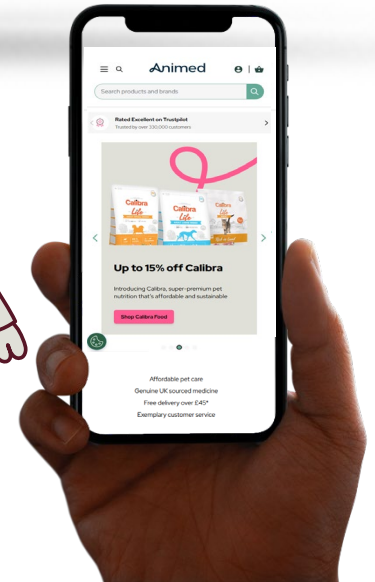 Animed
Search products and brands
Rated Excellent on Trustpilot
Trusted by over 330,000 customers
Calibra
Life
Calibra
Life
Calibra
Life
Up to 15% off Calibra
Introducing Calibra, super-premium pet
nutrition that's affordable and sustainable
Shop Calibra Food
Affordable pet care
Genuine UK sourced medicine
Free delivery over £45*
Exemplary customer service